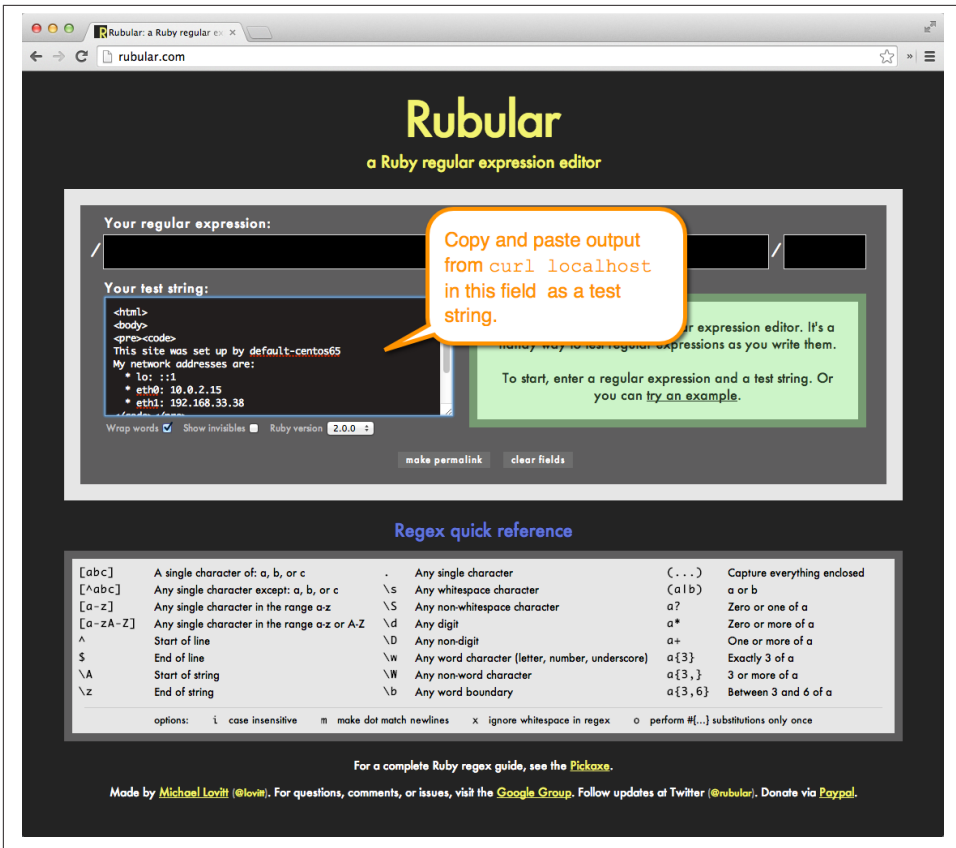 Rubular: a Ruby regular ex
rubular.com
Rubular
a Ruby regular expression editor
Your regular expression:
/ / 
Copy and paste output
from curl localhost
in this field as a test
string.
Your test string:
<html>
<body>
<pre><code>
This site was set up by default-centos65
My network addresses are:
* lo: ::1
* eth0: 10.0.2.15
* eth1: 192.168.33.38
Wrap words Show invisibles Ruby version 2.0.0
expression editor. It's a
handy way to test regular expressions as you write them.
To start, enter a regular expression and a test string. Or
you can try an example.
make permalink clear fields
Regex quick reference
[abc] A single character of: a, b, or c
[^abc] Any single character except: a, b, or c
[a-z] Any single character in the range a-z
[a-zA-Z] Any single character in the range a-z or A-Z
^ Start of line
$ End of line
\A Start of string
\z End of string
. Any single character
\s Any whitespace character
\S Any non-whitespace character
\d Any digit
\D Any non-digit
\w Any word character (letter, number, underscore)
\W Any non-word character
\b Any word boundary
(...) Capture everything enclosed
(a|b) a or b
a? Zero or one of a
a* Zero or more of a
a+ One or more of a
a{3} Exactly 3 of a
a{3,} 3 or more of a
a{3,6} Between 3 and 6 of a
options: i case insensitive m make dot match newlines x ignore whitespace in regex o perform #{...} substitutions only once
For a complete Ruby regex guide, see the Pickaxe.
Made by Michael Lovitt (@lovitt). For questions, comments, or issues, visit the Google Group. Follow updates at Twitter (@rubular). Donate via Paypal.